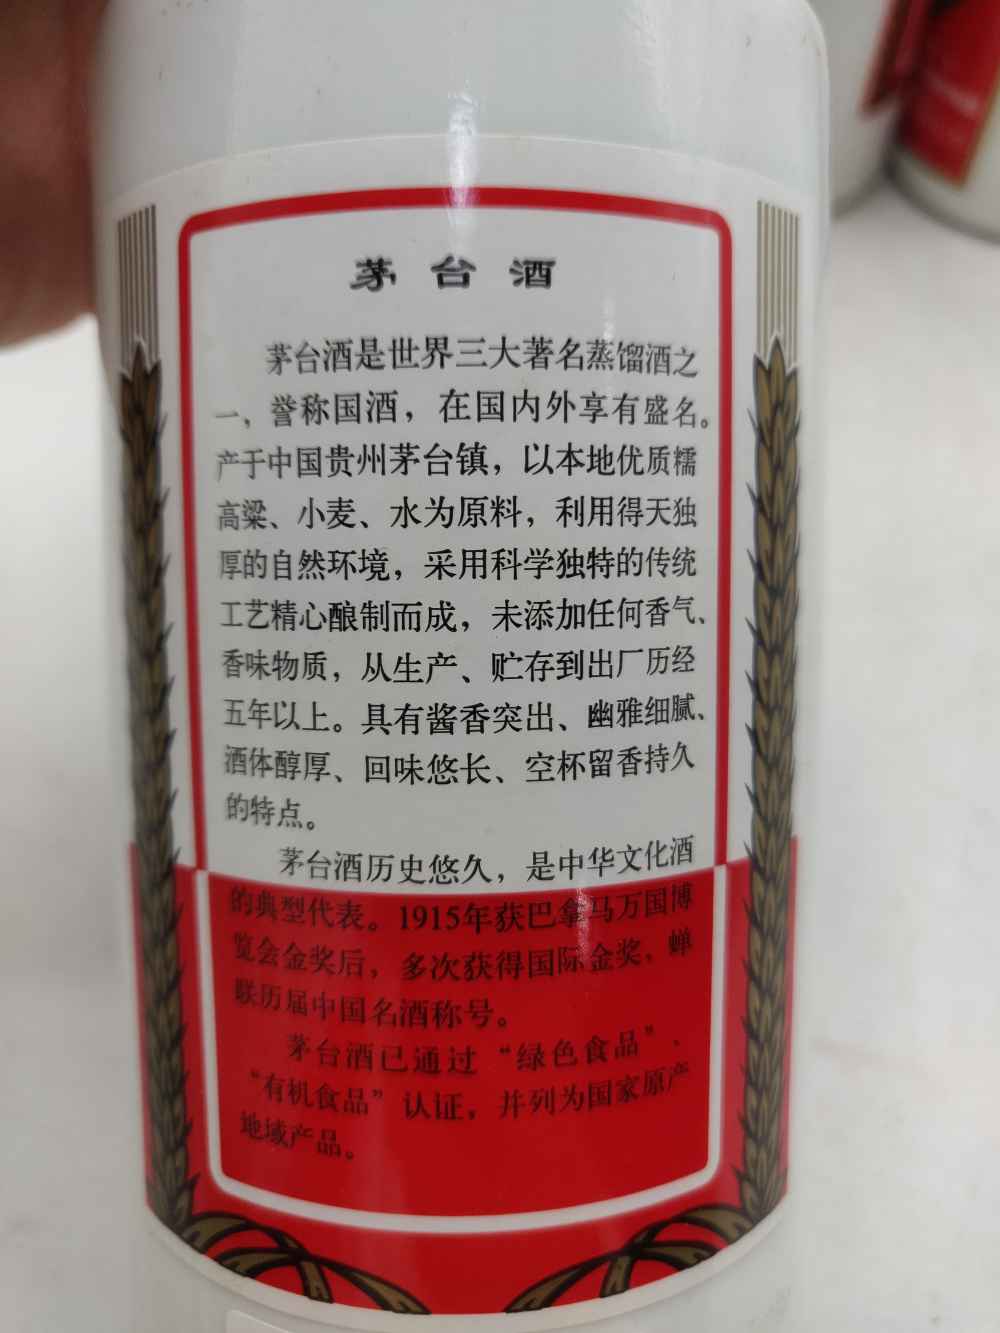 茅台酒
茅台酒是世界三大著名蒸馏酒之
一，誉称国酒，在国内外享有盛名。
产于中国贵州茅台镇，以本地优质糯
高粱、小麦、水为原料，利用得天独
厚的自然环境，采用科学独特的传统
工艺精心酿制而成，未添加任何香气、
香味物质，从生产、贮存到出厂历经
五年以上。具有酱香突出、幽雅细腻、
酒体醇厚、回味悠长、空杯留香持久
的特点。
茅台酒历史悠久，是中华文化酒
的典型代表。1915年获巴拿马万国博
览会金奖后，多次获得国际金奖，蝉
联历届中国名酒称号。
茅台酒已通过“绿色食品”、
“有机食品”认证，并列为国家原产
地域产品。